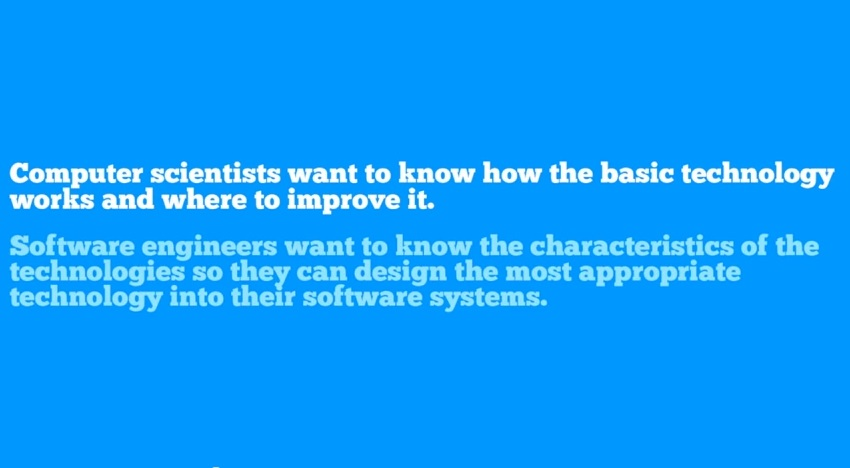 Computer scientists want to know how the basic technology
works and where to improve it.
Software engineers want to know the characteristics of the
technologies so they can design the most appropriate
technology into their software systems.